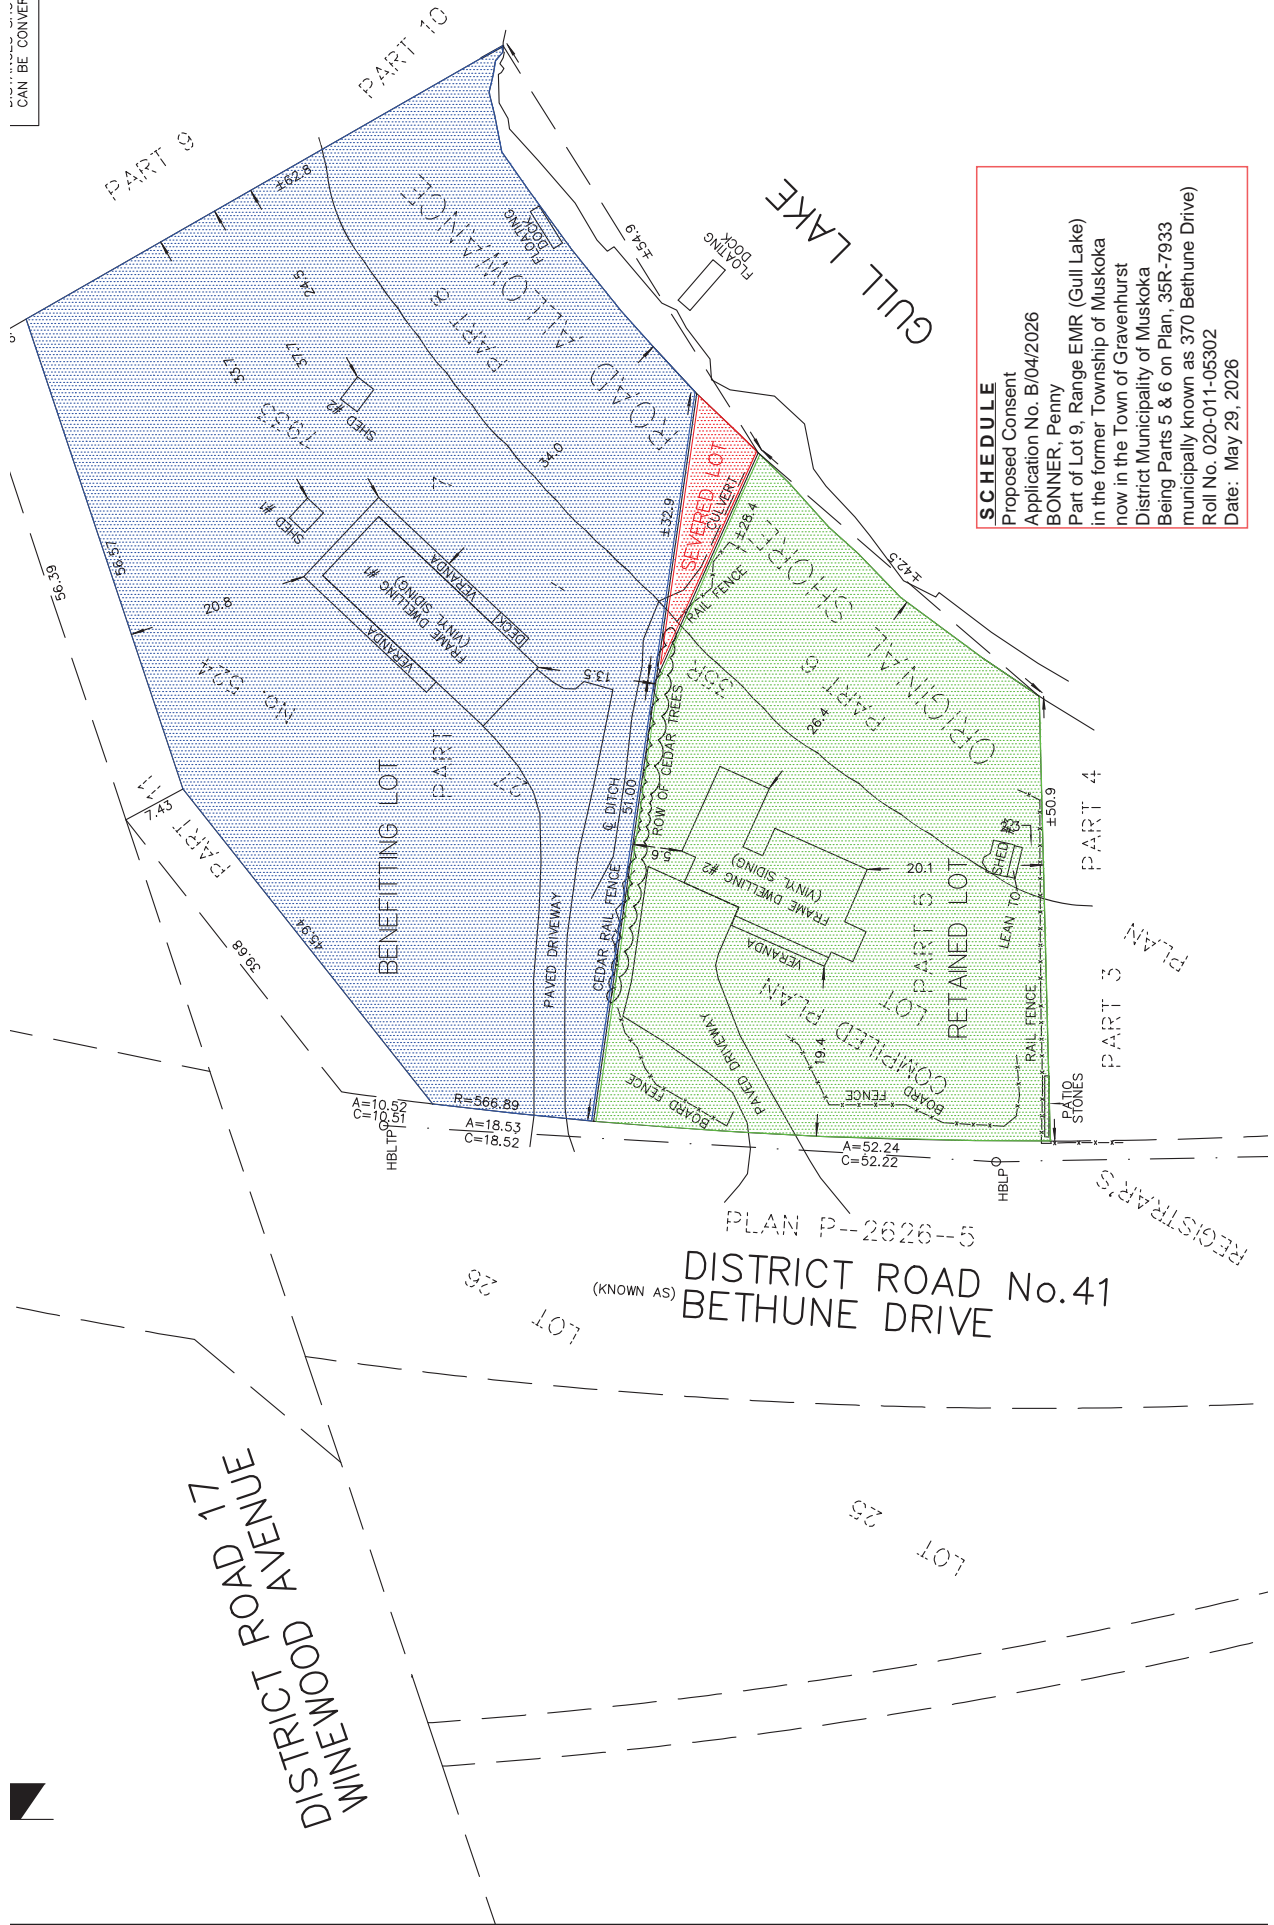 CAN BE CONVER
PART 9
PART 10
±62.8
24.5
33.7
37.7
SHED #2
SHED #1
7933
56.39
56.57
20.8
VERANDA
FRAME DWELLING #1
(VINYL SIDING)
VERANDA
DECK
FLOATING
DOCK
ROAD ALLOWANCE
PART 8
±54.9
FLOATING
DOCK
GULL LAKE
34.0
±32.9
SEVERED LOT
CULVERT
±28.4
RAIL FENCE
13.5
NO. 524
PART 7
27
PART 11
7.43
BENEFITTING LOT
39.68
45.94
PAVED DRIVEWAY
CEDAR RAIL FENCE
℄ DITCH
51.00
ROW OF CEDAR TREES
35R
5.6
ORIGINAL SHORE
PART 6
26.4
±42.5
FRAME DWELLING #2
(VINYL SIDING)
VERANDA
20.1
SHED
LEAN TO
±50.9
PART 5
RETAINED LOT
COMPILED PLAN
LOT
19.4
PAVED DRIVEWAY
BOARD FENCE
BOARD FENCE
RAIL FENCE
PATIO
STONES
PART 4
PART 3
PLAN
REGISTRAR'S
A=10.52
C=10.51
R=566.89
A=18.53
C=18.52
HBLTP
A=52.24
C=52.22
HBLP
PLAN P-2626-5
(KNOWN AS)
DISTRICT ROAD No.41
BETHUNE DRIVE
LOT 26
LOT 25
DISTRICT ROAD 17
WINEWOOD AVENUE
SCHEDULE
Proposed Consent
Application No. B/04/2026
BONNER, Penny
Part of Lot 9, Range EMR (Gull Lake)
in the former Township of Muskoka
now in the Town of Gravenhurst
District Municipality of Muskoka
Being Parts 5 & 6 on Plan, 35R-7933
municipally known as 370 Bethune Drive)
Roll No. 020-011-05302
Date: May 29, 2026